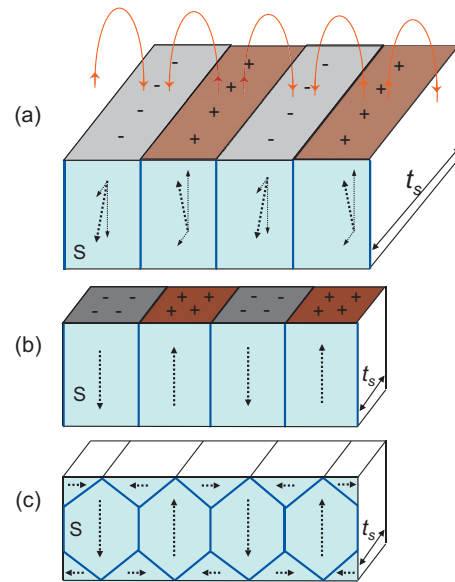 - + - +
- + + - +
- + - +
(a)
t_s
S
- - + + + - - + + +
- - + + - - + +
(b)
t_s
S
(c)
S
t_s